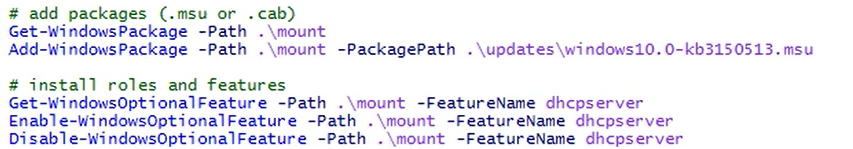 # add packages (.msu or .cab)
Get-WindowsPackage -Path .\mount
Add-WindowsPackage -Path .\mount -PackagePath .\updates\windows10.0-kb3150513.msu
# install roles and features
Get-WindowsOptionalFeature -Path .\mount -FeatureName dhcpserver
Enable-WindowsOptionalFeature -Path .\mount -FeatureName dhcpserver
Disable-WindowsOptionalFeature -Path .\mount -FeatureName dhcpserver